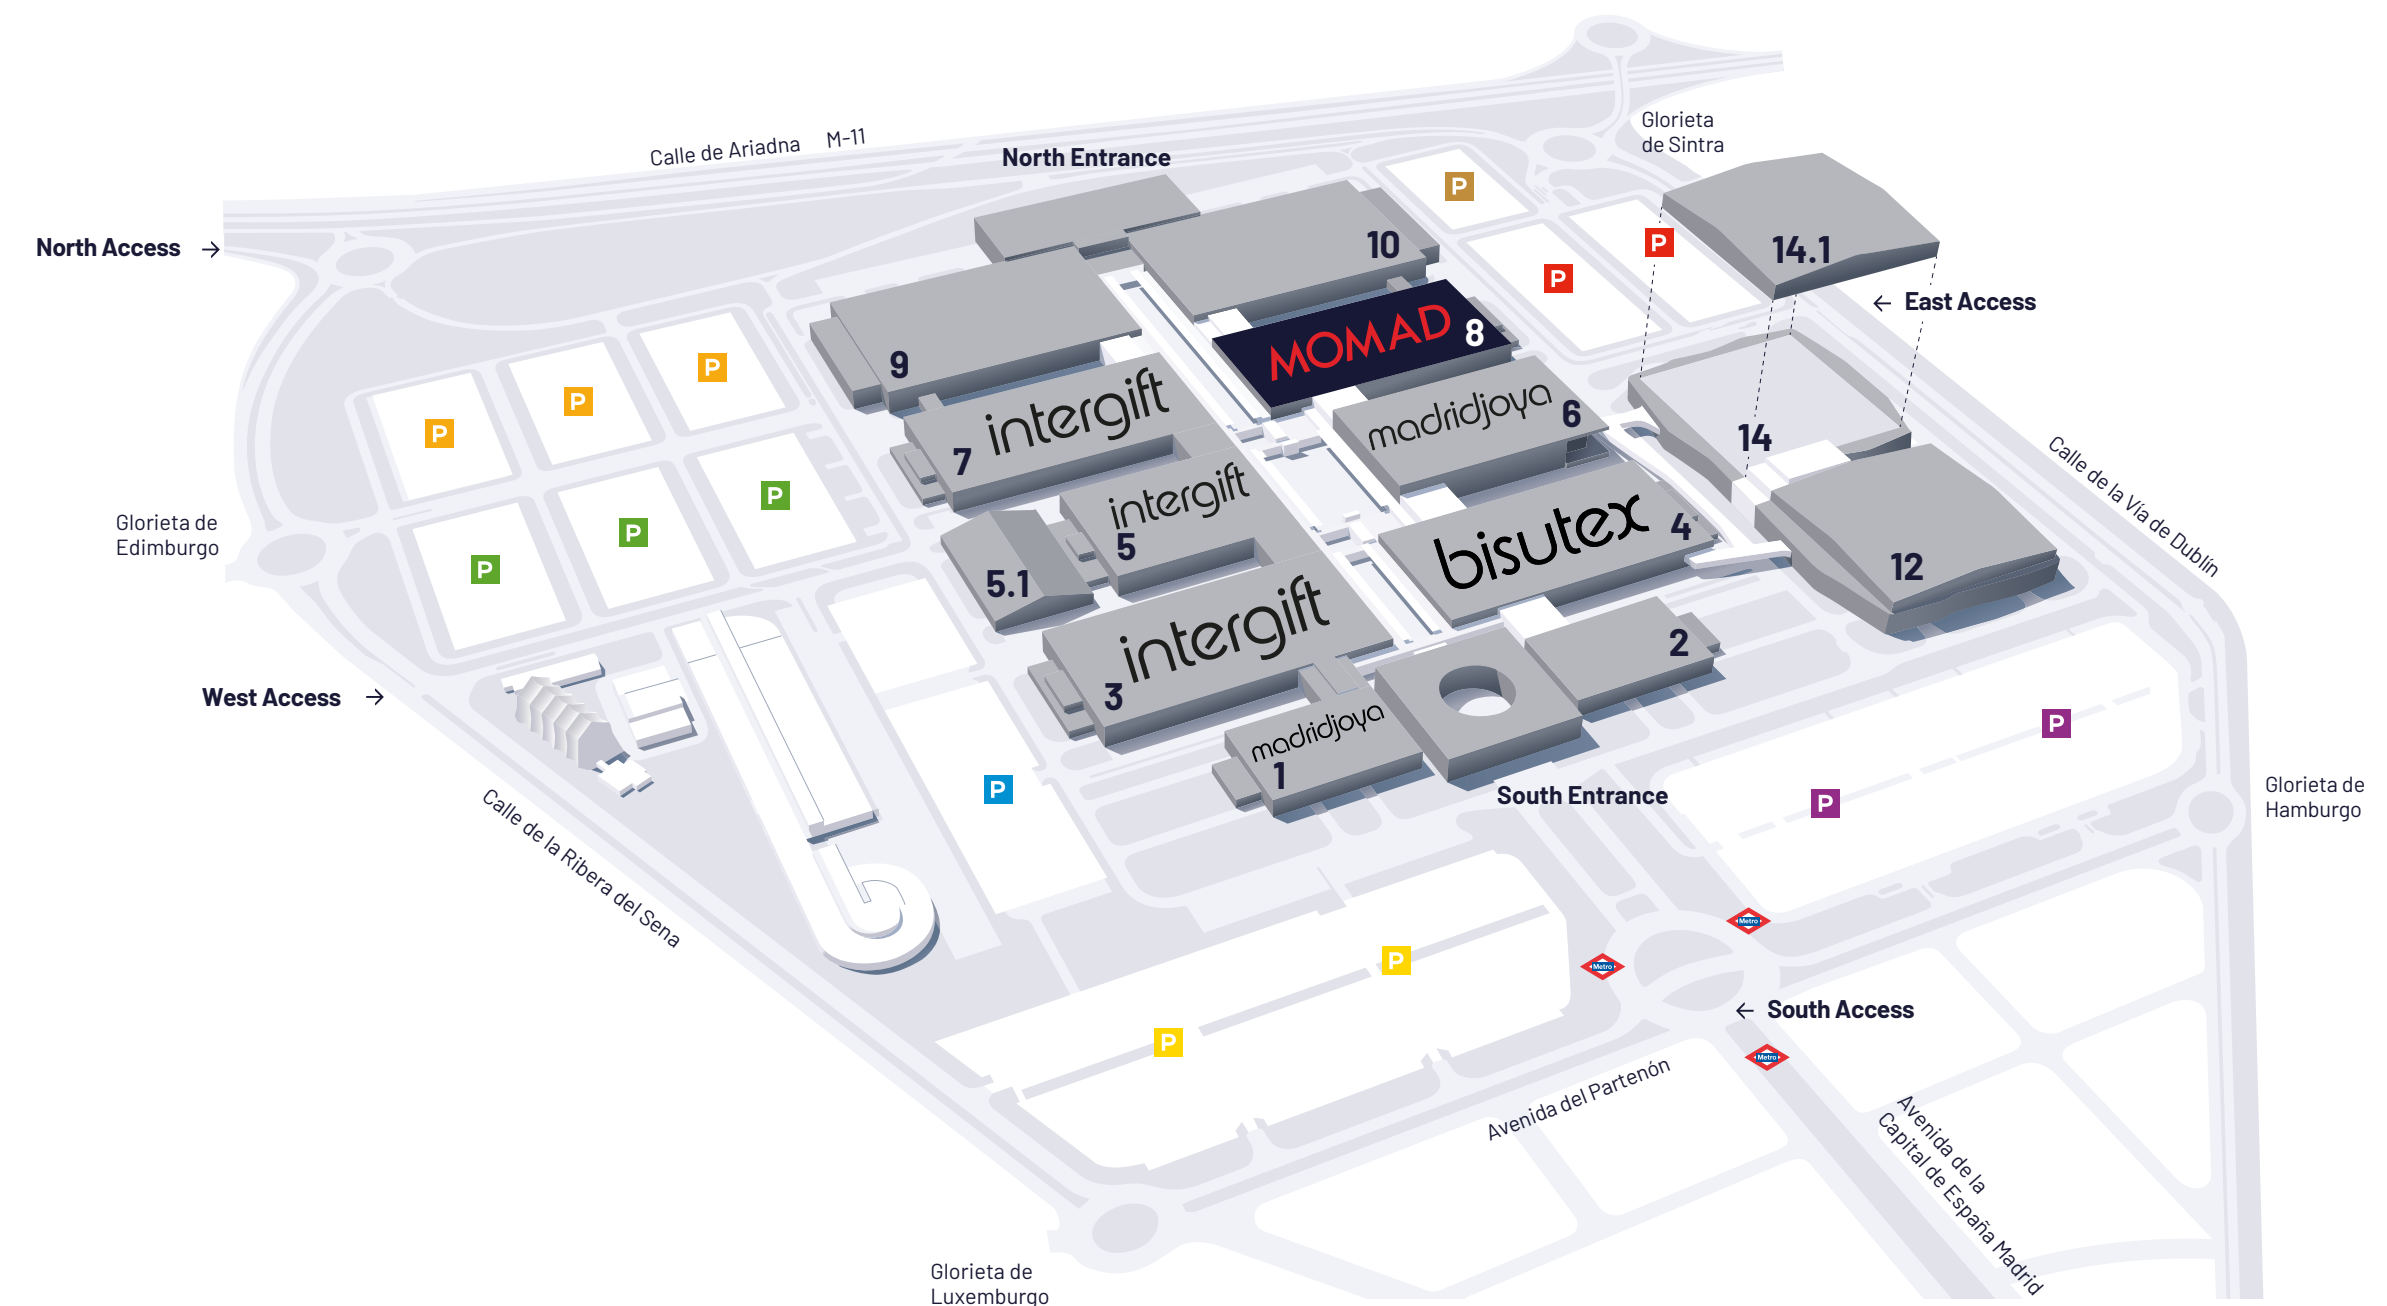 Glorieta
de Sintra
Calle de Ariadna M-11
North Entrance
P
North Access →
10
P
P
14.1
← East Access
MOMAD
8
9
P
P
P
intergift
7
madridjoya
6
14
Calle de la Vía de Dublín
Glorieta de
Edimburgo
P
P
P
intergift
5
5.1
bisutex
4
12
intergift
3
2
West Access →
madridjoya
1
P
South Entrance
P
P
Glorieta de
Hamburgo
Calle de la Ribera del Sena
P
P
Metro
Metro
← South Access
Metro
Avenida del Partenón
Avenida de la
Capital de España Madrid
Glorieta de
Luxemburgo